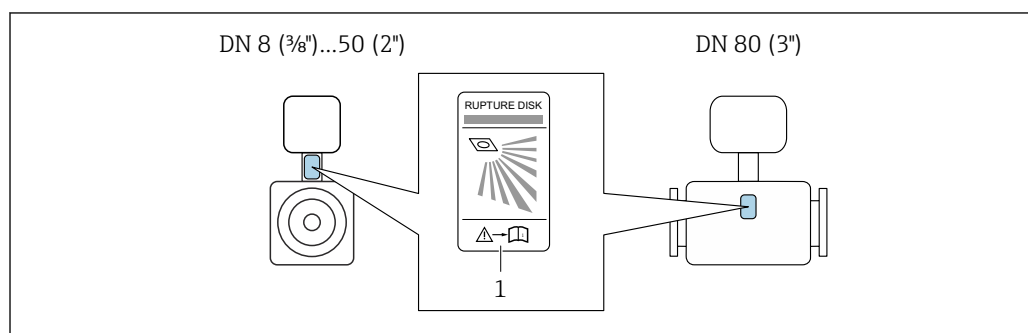 DN 8 (⅜")...50 (2")
DN 80 (3")
RUPTURE DISK
i
1